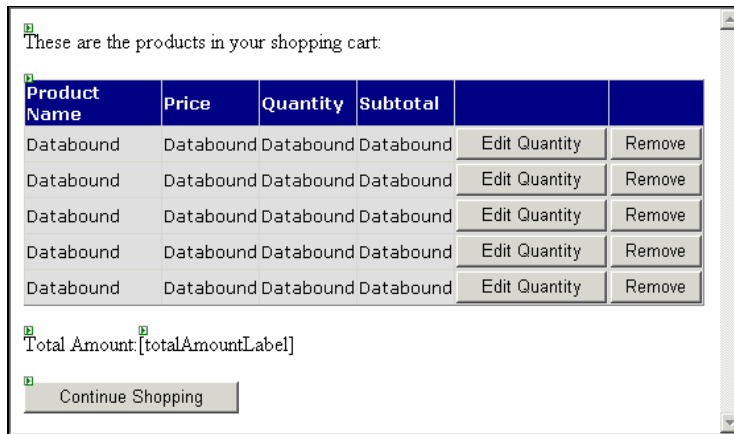 These are the products in your shopping cart:
Product Name Price Quantity Subtotal
Databound Databound Databound Databound Edit Quantity Remove
Databound Databound Databound Databound Edit Quantity Remove
Databound Databound Databound Databound Edit Quantity Remove
Databound Databound Databound Databound Edit Quantity Remove
Databound Databound Databound Databound Edit Quantity Remove
Total Amount:[totalAmountLabel]
Continue Shopping